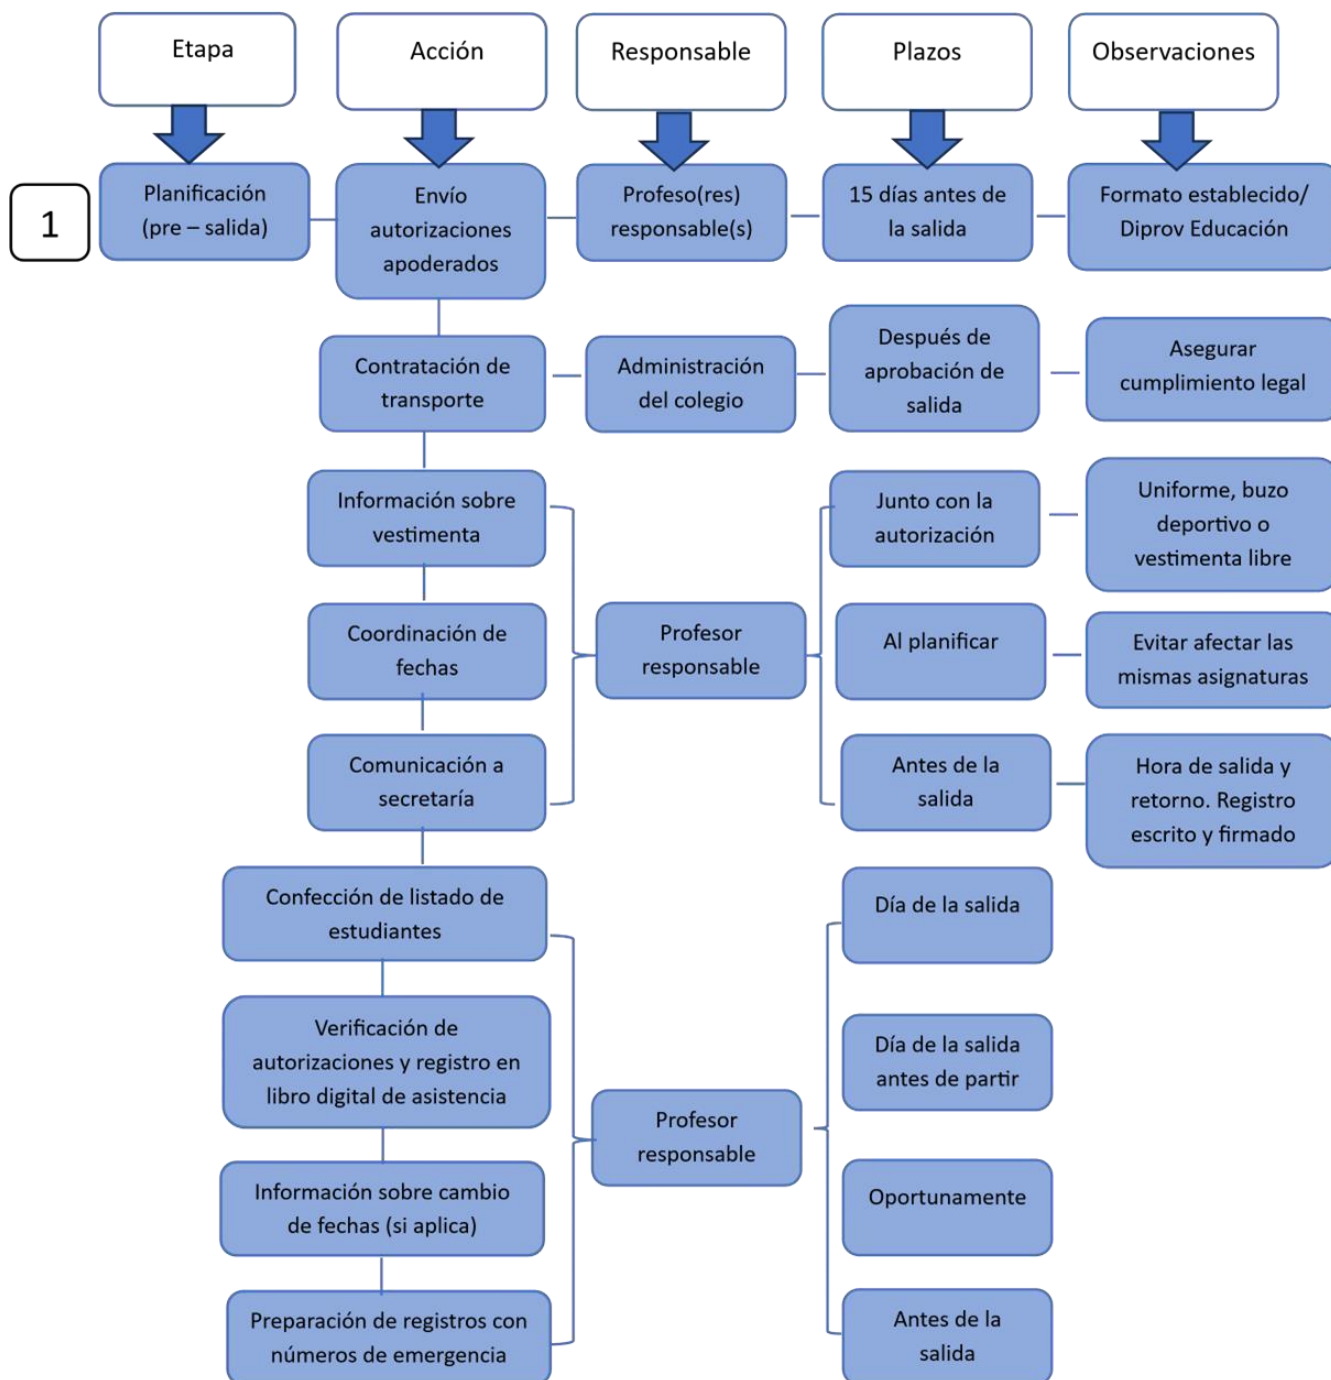 Etapa
Acción
Responsable
Plazos
Observaciones
1
Planificación
(pre – salida)
Envío
autorizaciones
apoderados
Profeso(res)
responsable(s)
15 días antes de
la salida
Formato establecido/
Diprov Educación
Contratación de
transporte
Administración
del colegio
Después de
aprobación de
salida
Asegurar
cumplimiento legal
Información sobre
vestimenta
Coordinación de
fechas
Comunicación a
secretaría
Profesor
responsable
Junto con la
autorización
Uniforme, buzo
deportivo o
vestimenta libre
Al planificar
Evitar afectar las
mismas asignaturas
Antes de la
salida
Hora de salida y
retorno. Registro
escrito y firmado
Confección de listado de
estudiantes
Verificación de
autorizaciones y registro en
libro digital de asistencia
Información sobre cambio
de fechas (si aplica)
Preparación de registros con
números de emergencia
Profesor
responsable
Día de la salida
Día de la salida
antes de partir
Oportunamente
Antes de la
salida